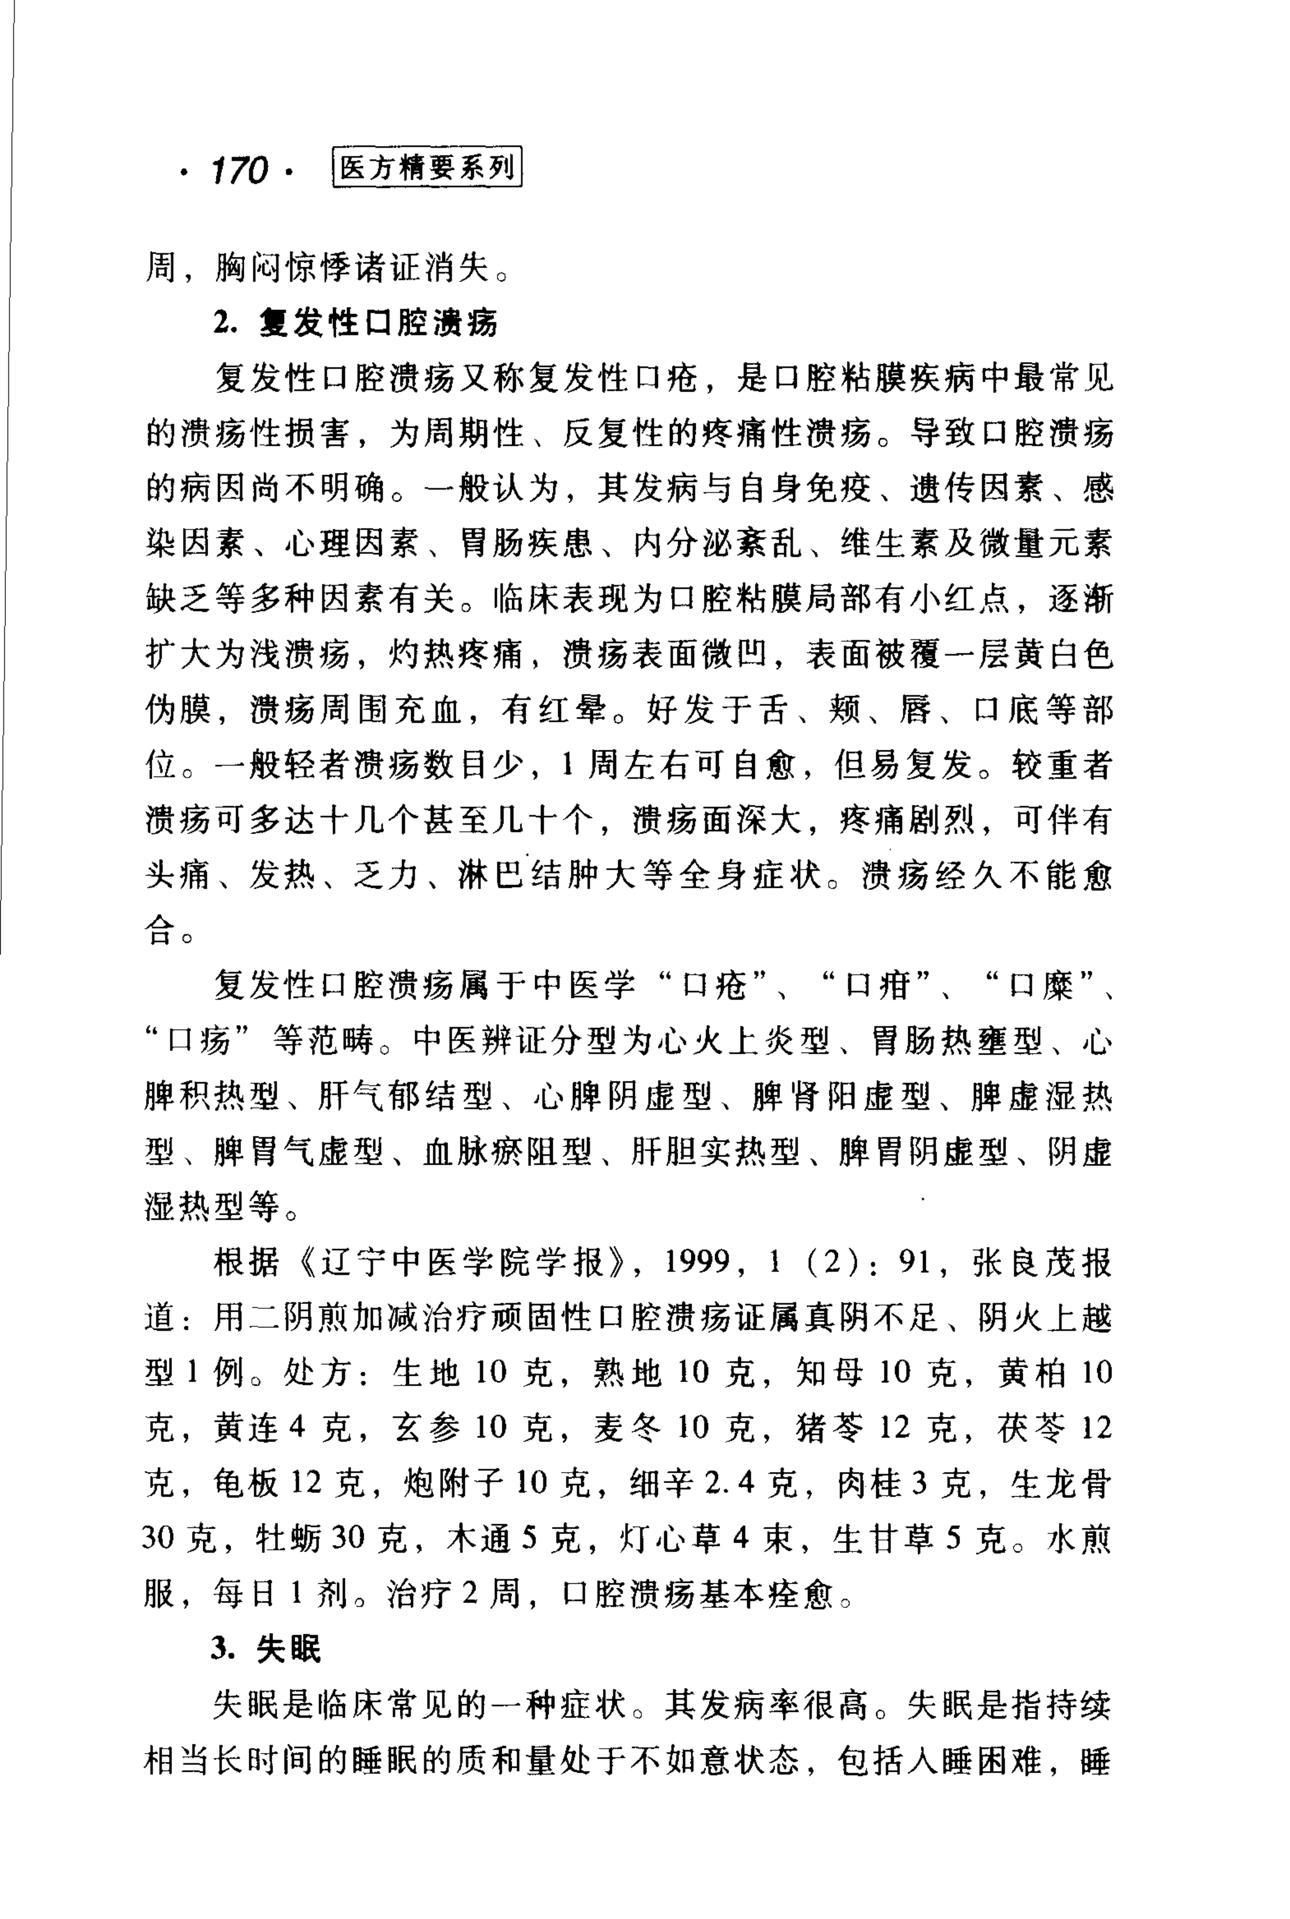 ·170· 医方精要系列
周，胸闷惊悸诸证消失。
2. 复发性口腔溃疡
复发性口腔溃疡又称复发性口疮，是口腔粘膜疾病中最常见
的溃疡性损害，为周期性、反复性的疼痛性溃疡。导致口腔溃疡
的病因尚不明确。一般认为，其发病与自身免疫、遗传因素、感
染因素、心理因素、胃肠疾患、内分泌紊乱、维生素及微量元素
缺乏等多种因素有关。临床表现为口腔粘膜局部有小红点，逐渐
扩大为浅溃疡，灼热疼痛，溃疡表面微凹，表面被覆一层黄白色
伪膜，溃疡周围充血，有红晕。好发于舌、颊、唇、口底等部
位。一般轻者溃疡数目少，1 周左右可自愈，但易复发。较重者
溃疡可多达十几个甚至几十个，溃疡面深大，疼痛剧烈，可伴有
头痛、发热、乏力、淋巴结肿大等全身症状。溃疡经久不能愈
合。
复发性口腔溃疡属于中医学“口疮”、“口疳”、“口糜”、
“口疡”等范畴。中医辨证分型为心火上炎型、胃肠热壅型、心
脾积热型、肝气郁结型、心脾阴虚型、脾肾阳虚型、脾虚湿热
型、脾胃气虚型、血脉瘀阻型、肝胆实热型、脾胃阴虚型、阴虚
湿热型等。
根据《辽宁中医学院学报》，1999，1（2）：91，张良茂报
道：用二阴煎加减治疗顽固性口腔溃疡证属真阴不足、阴火上越
型 1 例。处方：生地 10 克，熟地 10 克，知母 10 克，黄柏 10
克，黄连 4 克，玄参 10 克，麦冬 10 克，猪苓 12 克，茯苓 12
克，龟板 12 克，炮附子 10 克，细辛 2.4 克，肉桂 3 克，生龙骨
30 克，牡蛎 30 克，木通 5 克，灯心草 4 束，生甘草 5 克。水煎
服，每日 1 剂。治疗 2 周，口腔溃疡基本痊愈。
3. 失眠
失眠是临床常见的一种症状。其发病率很高。失眠是指持续
相当长时间的睡眠的质和量处于不如意状态，包括入睡困难，睡